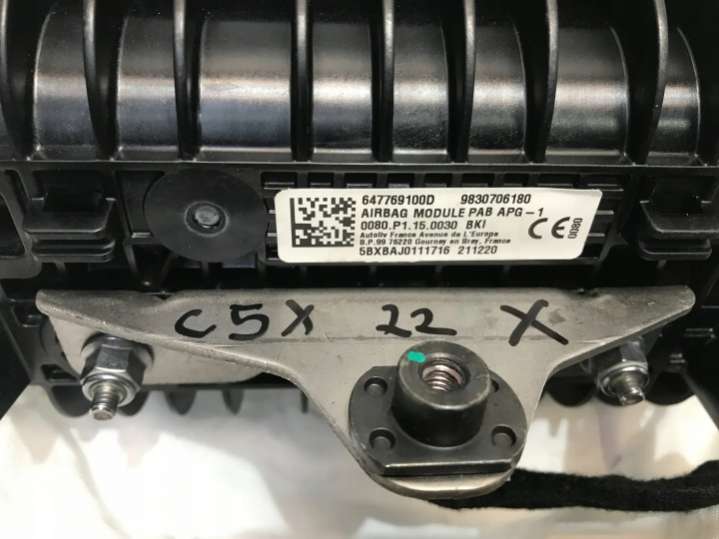 647769100D 9830706180
AIRBAG MODULE PAB APG-1
0080.P1.15.0030 BKI
Autoliv France Avenue de L'Europe
B.P.99 76220 Gournay en Bray, France
5BXBAJ0111716 211220
CE 0080
C5X 22 X